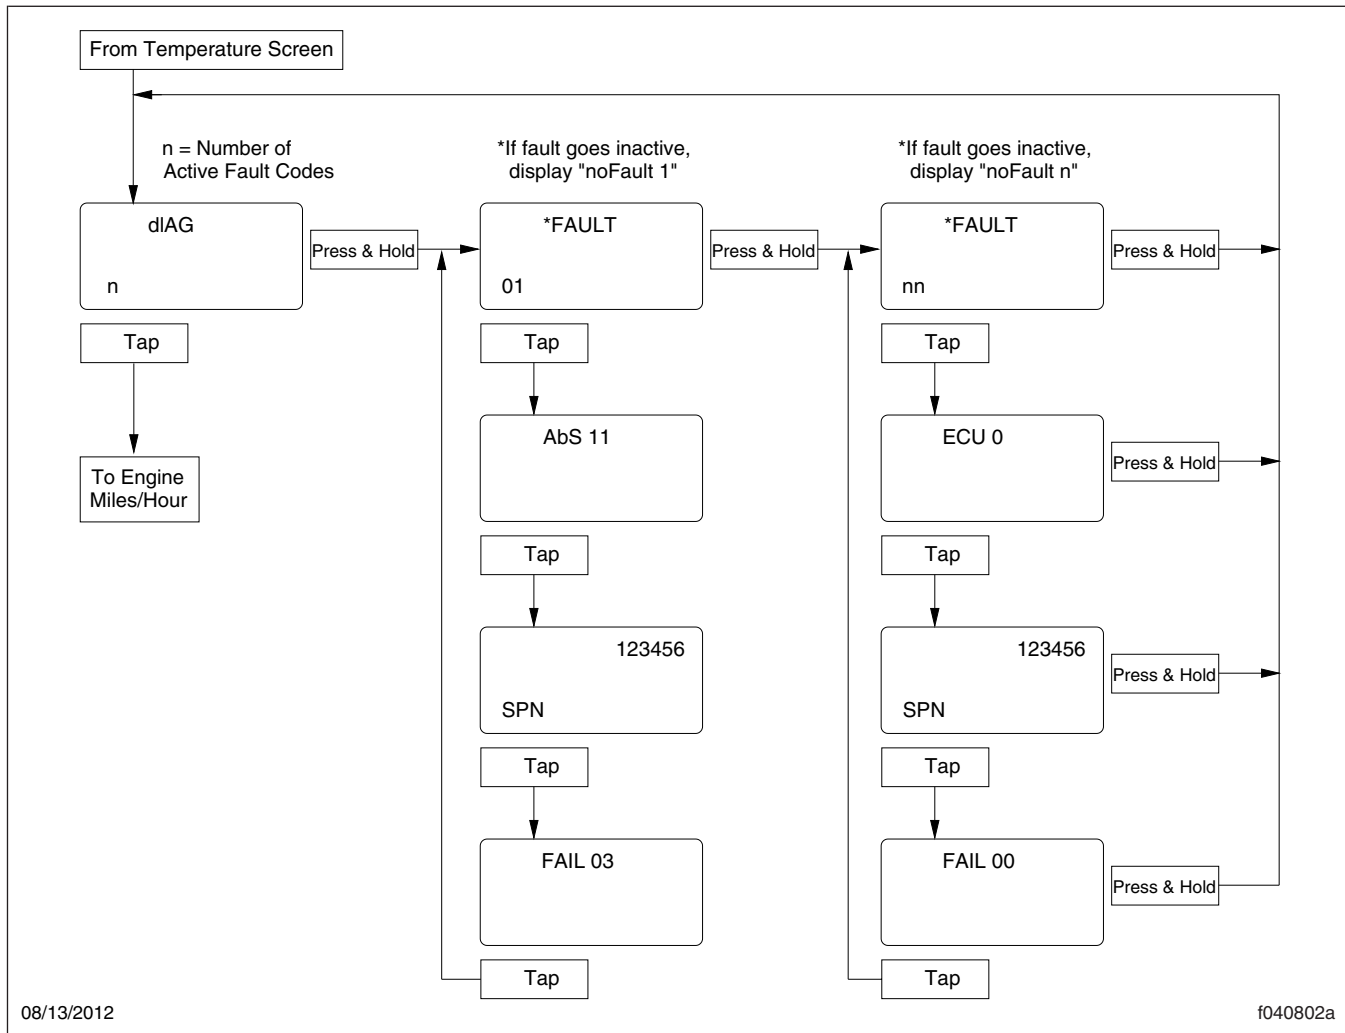 From Temperature Screen
n = Number of
Active Fault Codes
*If fault goes inactive,
display "noFault 1"
*If fault goes inactive,
display "noFault n"
dIAG
n
Press & Hold
*FAULT
01
Press & Hold
*FAULT
nn
Press & Hold
Tap
Tap
Tap
To Engine
Miles/Hour
AbS 11
ECU 0
Press & Hold
Tap
Tap
123456
SPN
123456
SPN
Press & Hold
Tap
Tap
FAIL 03
FAIL 00
Press & Hold
Tap
Tap
08/13/2012
f040802a